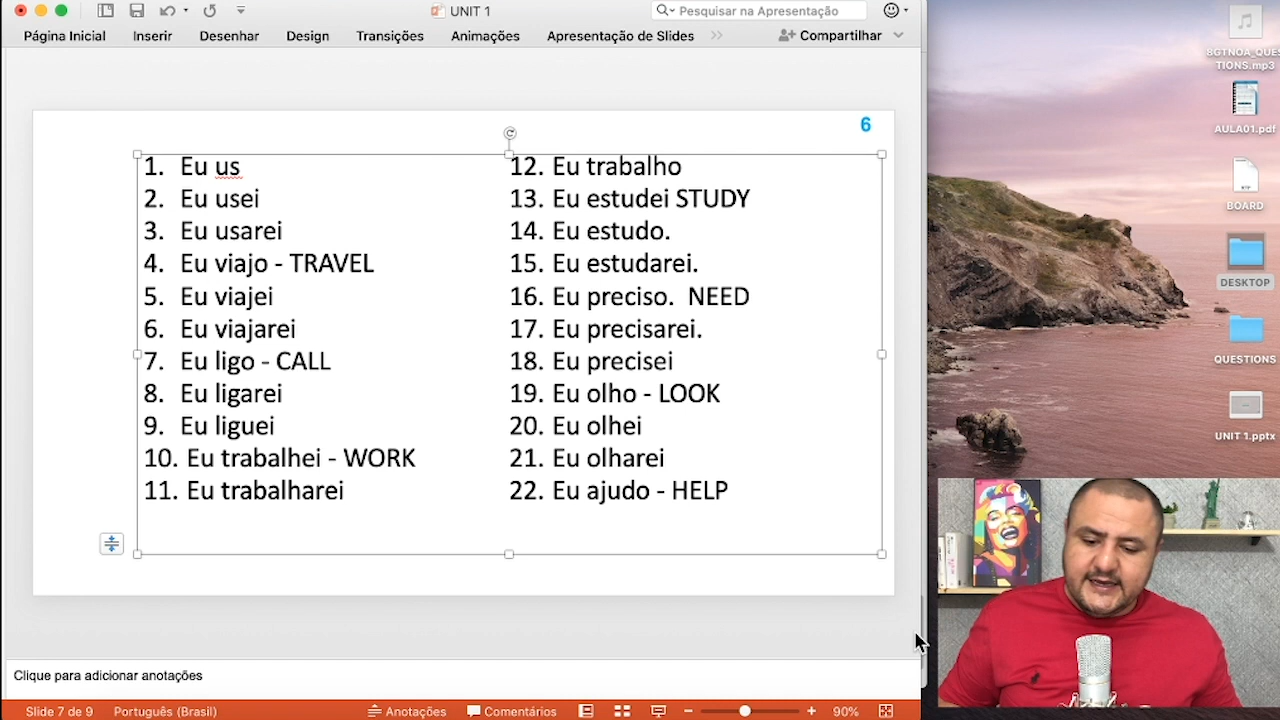 UNIT 1
Pesquisar na Apresentação
Página Inicial
Inserir
Desenhar
Design
Transições
Animações
Apresentação de Slides
Compartilhar
6
1. Eu us
2. Eu usei
3. Eu usarei
4. Eu viajo - TRAVEL
5. Eu viajei
6. Eu viajarei
7. Eu ligo - CALL
8. Eu ligarei
9. Eu liguei
10. Eu trabalhei - WORK
11. Eu trabalharei
12. Eu trabalho
13. Eu estudei STUDY
14. Eu estudo.
15. Eu estudarei.
16. Eu preciso. NEED
17. Eu precisarei.
18. Eu precisei
19. Eu olho - LOOK
20. Eu olhei
21. Eu olharei
22. Eu ajudo - HELP
Clique para adicionar anotações
Slide 7 de 9
Português (Brasil)
Anotações
Comentários
90%
8GTNOA_QUES
TIONS.mp3
AULA01.pdf
BOARD
DESKTOP
QUESTIONS
UNIT 1.pptx